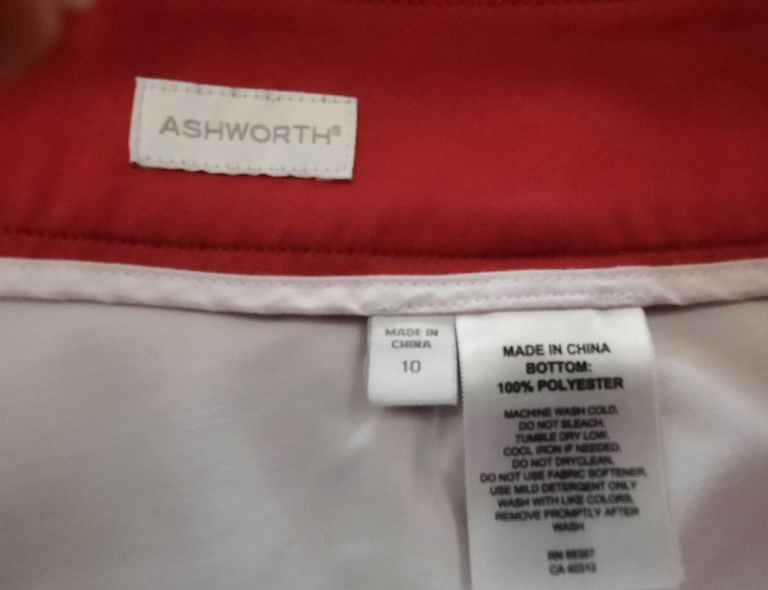 ASHWORTH®
MADE IN
CHINA
10
MADE IN CHINA
BOTTOM:
100% POLYESTER
MACHINE WASH COLD,
DO NOT BLEACH,
TUMBLE DRY LOW,
COOL IRON IF NEEDED,
DO NOT DRYCLEAN,
DO NOT USE FABRIC SOFTENER,
USE MILD DETERGENT ONLY
WASH WITH LIKE COLORS,
REMOVE PROMPTLY AFTER
WASH
RN
CA